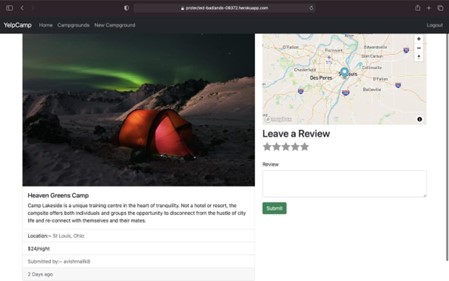 protected-badlands-08372.herokuapp.com
YelpCamp Home Campgrounds New Campground Logout
Des Peres
Belleville
mapbox
Leave a Review
Review
Submit
Heaven Greens Camp
Camp Lakeside is a unique training centre in the heart of tranquility. Not a hotel or resort, the
campsite offers both individuals and groups the opportunity to disconnect from the hustle of city
life and re-connect with themselves and their mates.
Location:- St Louis, Ohio
$24/night
Submitted by:- avishmallk8
2 Days ago